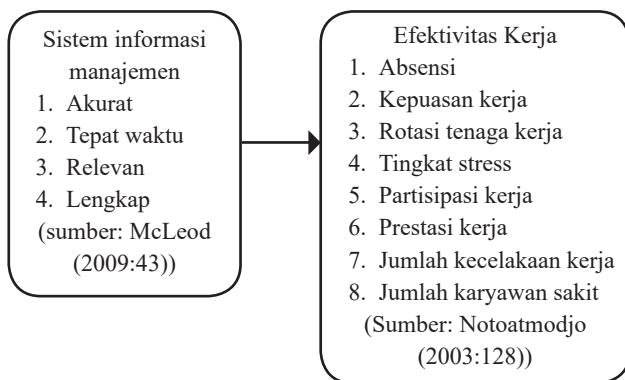 Sistem informasi
manajemen
1. Akurat
2. Tepat waktu
3. Relevan
4. Lengkap
(sumber: McLeod
(2009:43))
Efektivitas Kerja
1. Absensi
2. Kepuasan kerja
3. Rotasi tenaga kerja
4. Tingkat stress
5. Partisipasi kerja
6. Prestasi kerja
7. Jumlah kecelakaan kerja
8. Jumlah karyawan sakit
(Sumber: Notoatmodjo
(2003:128))